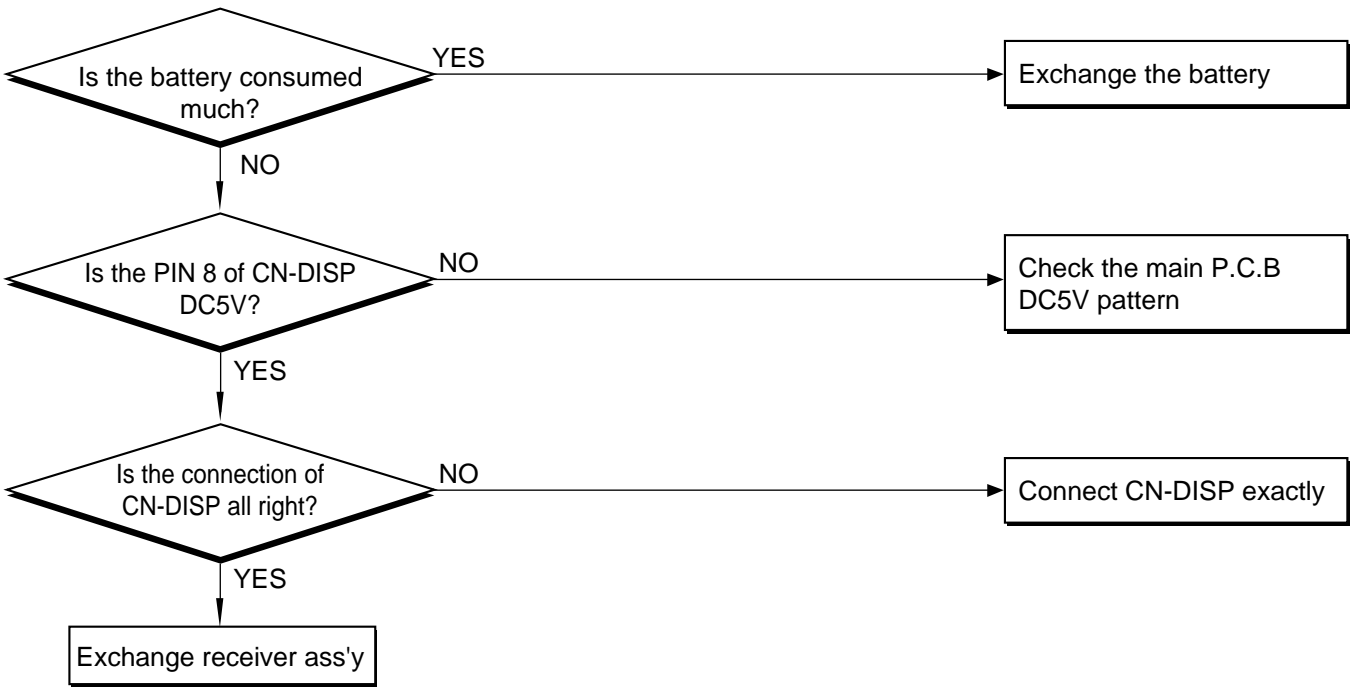 Is the battery consumed
much?
YES
Exchange the battery
NO
Is the PIN 8 of CN-DISP
DC5V?
NO
Check the main P.C.B
DC5V pattern
YES
Is the connection of
CN-DISP all right?
NO
Connect CN-DISP exactly
YES
Exchange receiver ass'y